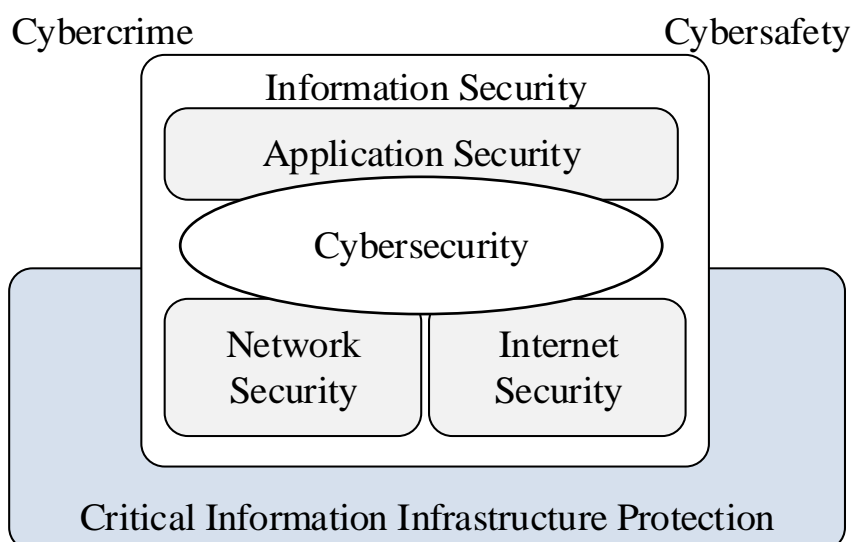 Cybercrime
Cybersafety
Information Security
Application Security
Cybersecurity
Network
Security
Internet
Security
Critical Information Infrastructure Protection